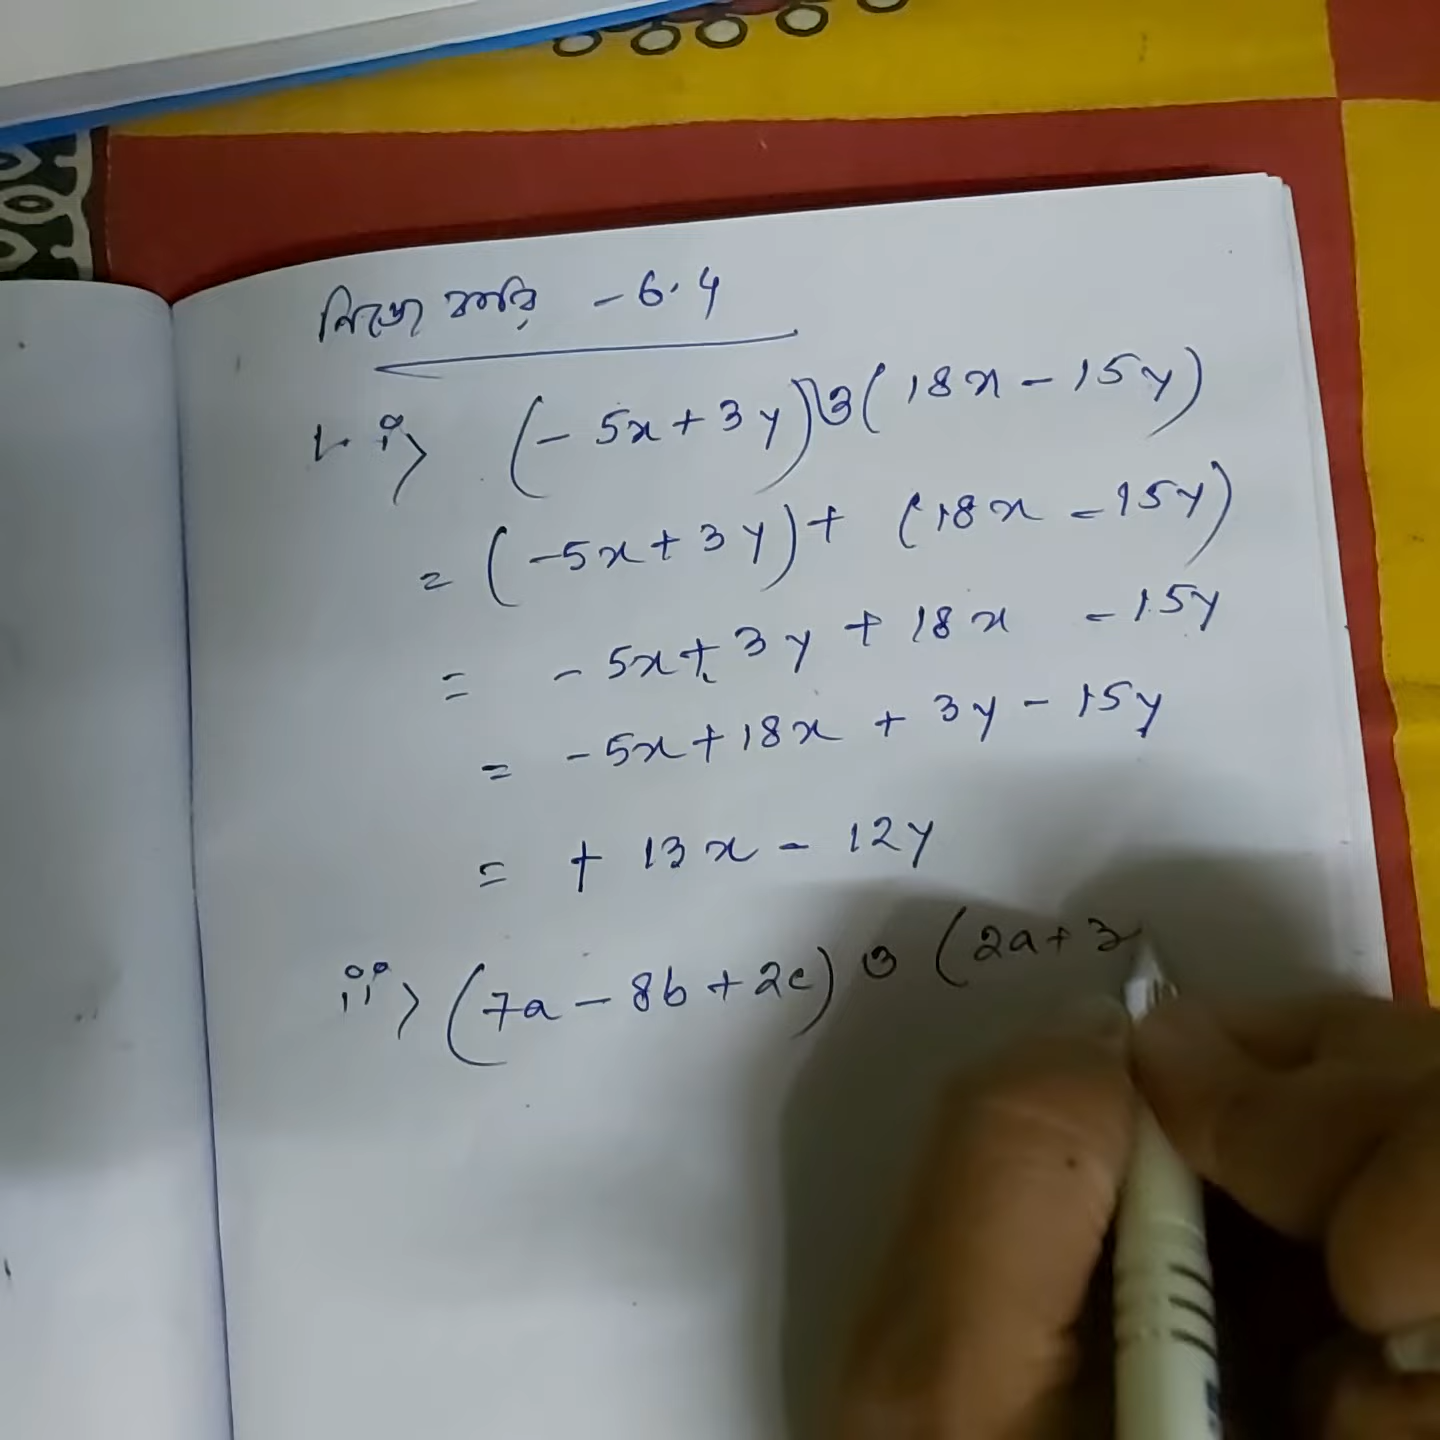 নিজে করি - 6.4
1. i> (- 5x + 3y) ও (18x - 15y)
= (-5x + 3y) + (18x - 15y)
= - 5x + 3y + 18x - 15y
= - 5x + 18x + 3y - 15y
= + 13x - 12y
ii> (7a - 8b + 2c) ও (2a + 3